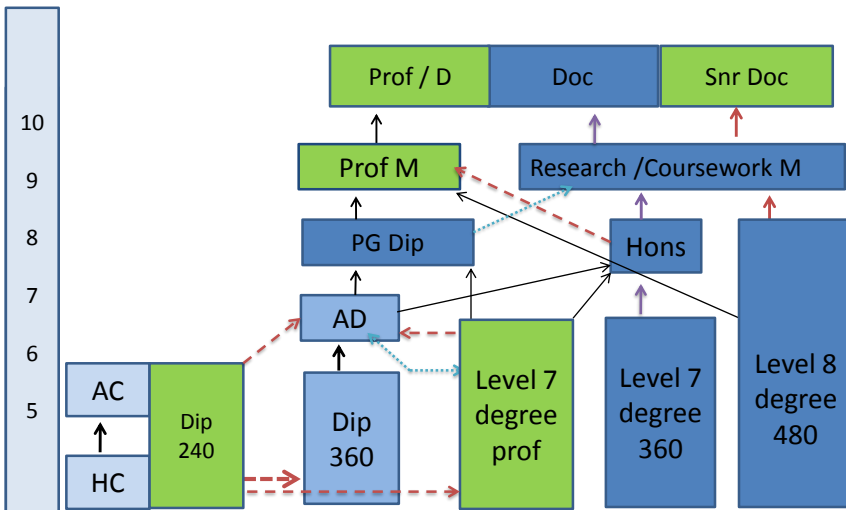 Prof / D
Doc
Snr Doc
10
Prof M
Research /Coursework M
9
8
PG Dip
Hons
7
AD
6
AC
Dip
240
Dip
360
Level 7
degree
prof
Level 7
degree
360
Level 8
degree
480
5
HC